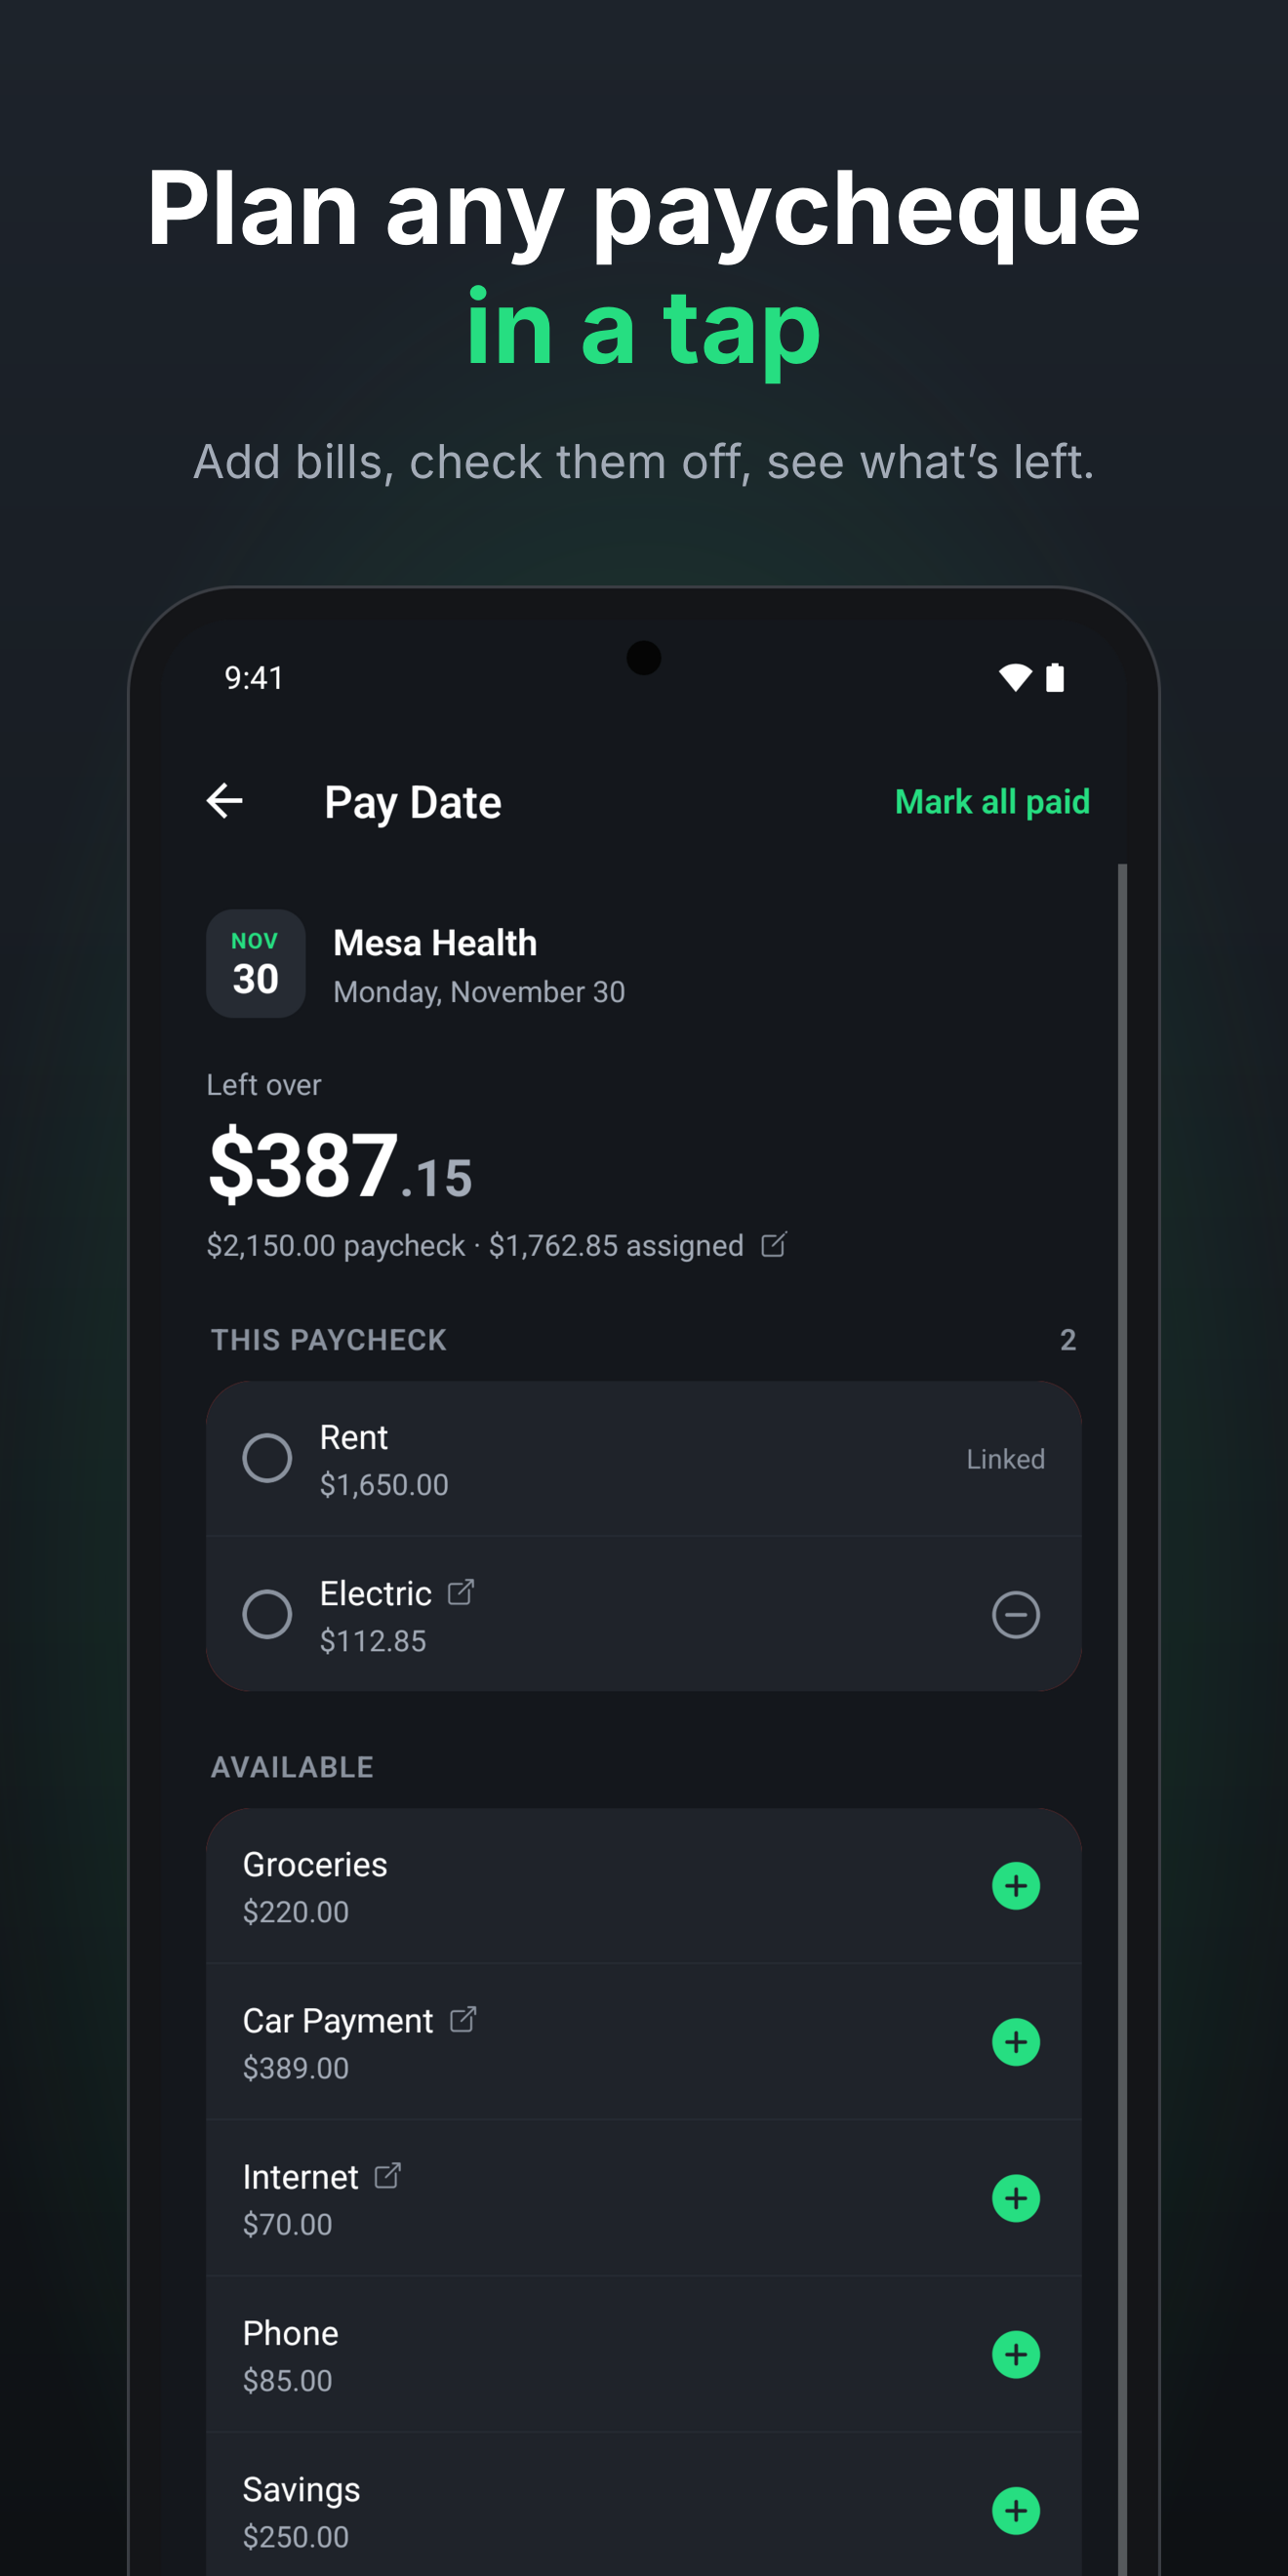 Plan any paycheque
in a tap
Add bills, check them off, see what’s left.
9:41
Pay Date
Mark all paid
NOV
30
Mesa Health
Monday, November 30
Left over
$387.15
$2,150.00 paycheck · $1,762.85 assigned
THIS PAYCHECK
2
Rent
$1,650.00
Linked
Electric
$112.85
AVAILABLE
Groceries
$220.00
Car Payment
$389.00
Internet
$70.00
Phone
$85.00
Savings
$250.00